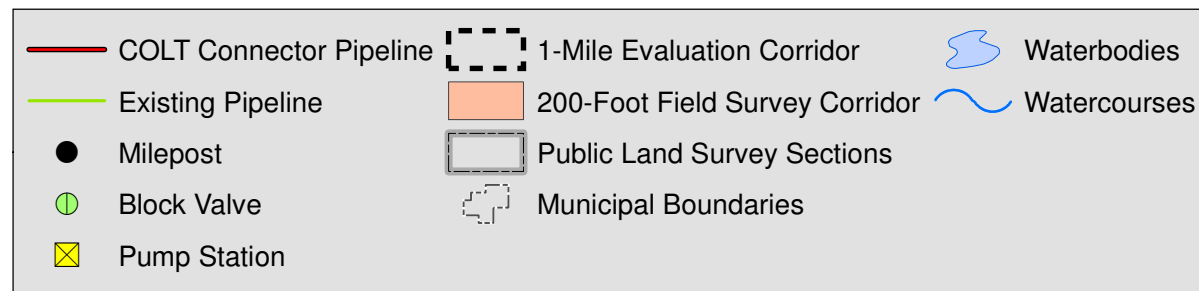 COLT Connector Pipeline
Existing Pipeline
Milepost
Block Valve
Pump Station
1-Mile Evaluation Corridor
200-Foot Field Survey Corridor
Public Land Survey Sections
Municipal Boundaries
Waterbodies
Watercourses